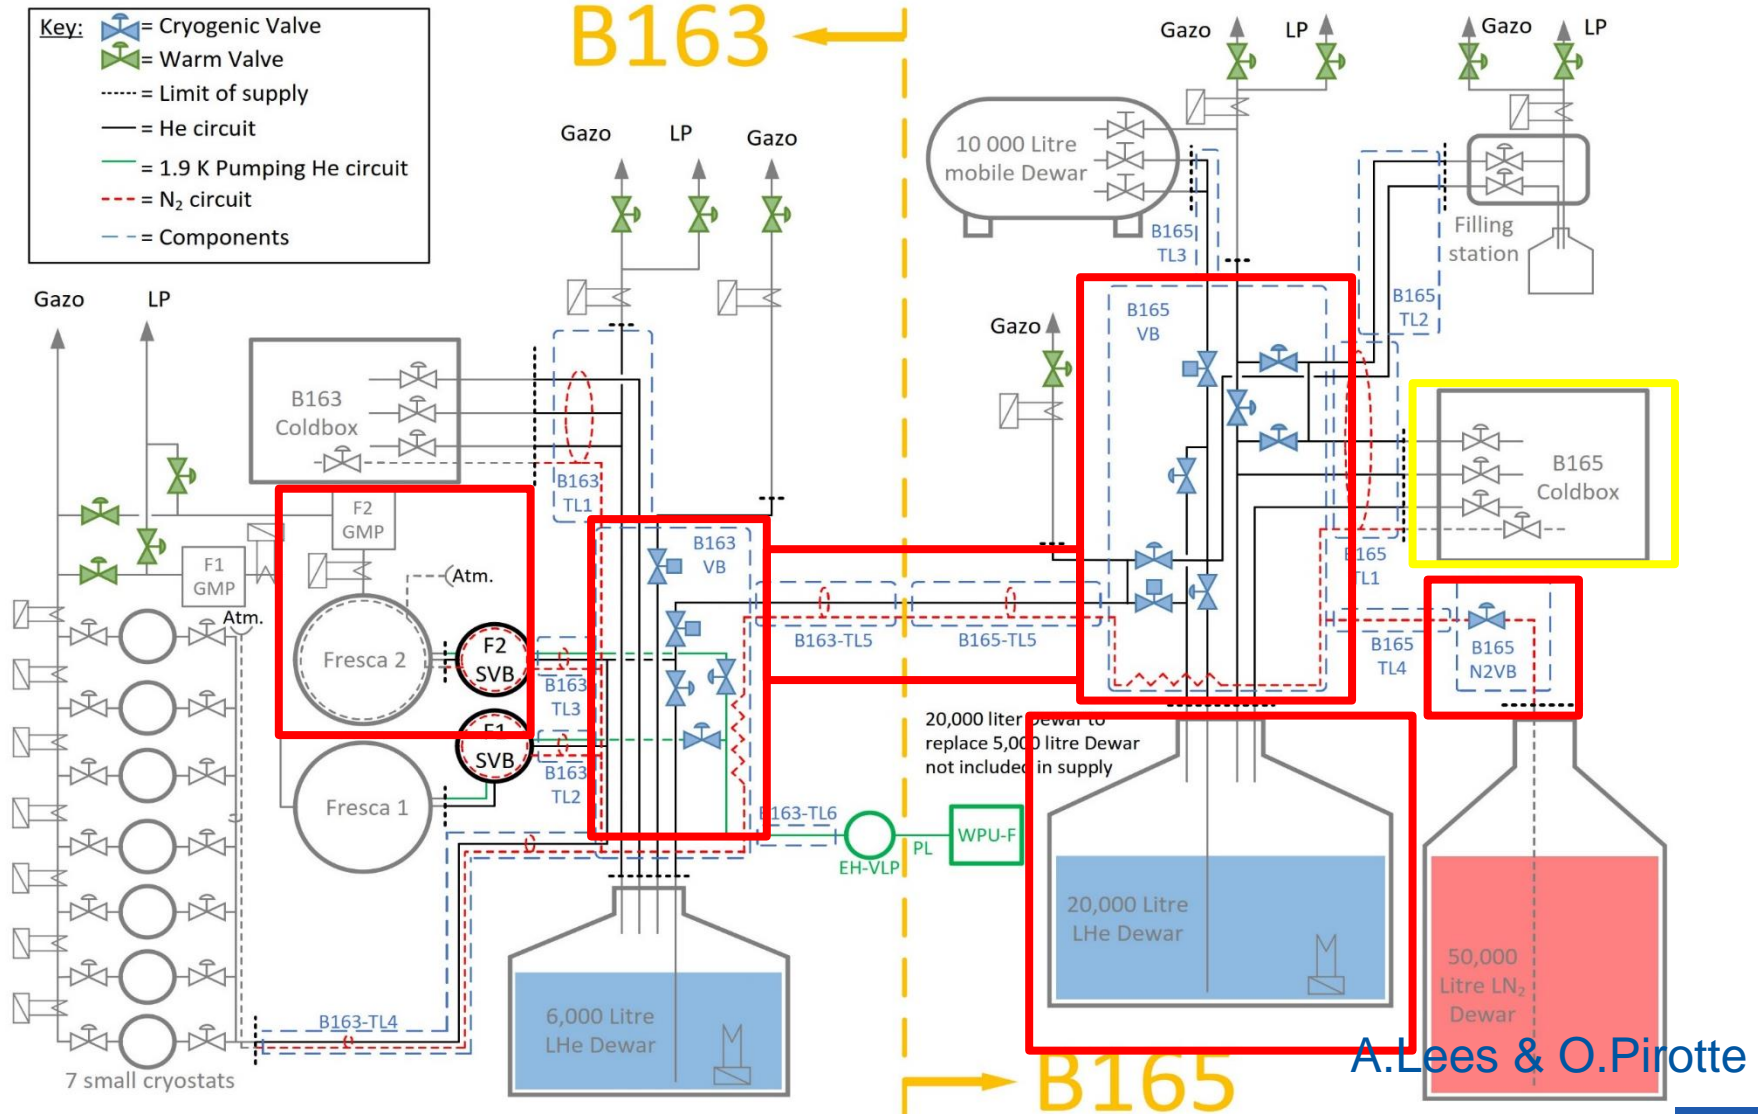 Key:
= Cryogenic Valve
= Warm Valve
= Limit of supply
= He circuit
= 1.9 K Pumping He circuit
= N₂ circuit
= Components
B163
Gazo
LP
Gazo
LP
Gazo
LP
Gazo
10 000 Litre
mobile Dewar
B165
TL3
Filling
station
B165
TL2
Gazo
LP
B163
Coldbox
B163
TL1
Gazo
B165
VB
B165
Coldbox
B165
TL1
F2
GMP
F1
GMP
Atm.
Atm.
B163
VB
Fresca 2
F2
SVB
B163
TL3
B163-TL5
B165-TL5
B165
TL4
B165
N2VB
F1
SVB
B163
TL2
Fresca 1
20,000 liter Dewar to
replace 5,000 litre Dewar
not included in supply
B163-TL6
EH-VLP
PL
WPU-F
20,000 Litre
LHe Dewar
50,000
Litre LN₂
Dewar
B163-TL4
6,000 Litre
LHe Dewar
7 small cryostats
B165
A.Lees & O.Pirotte